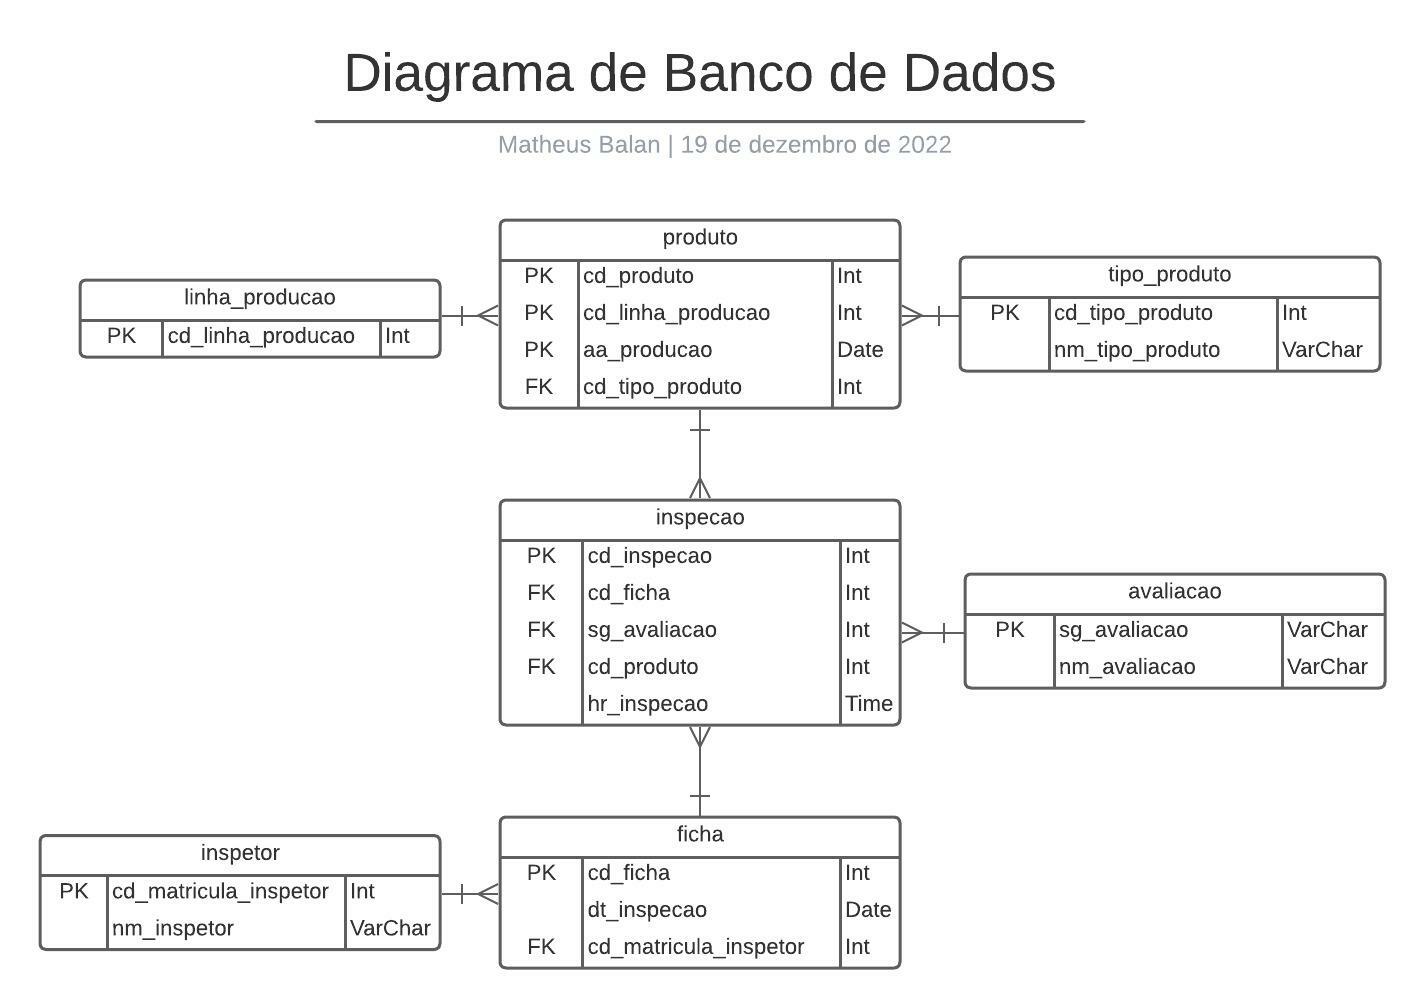 Diagrama de Banco de Dados
Matheus Balan | 19 de dezembro de 2022
produto
PK cd_produto Int
PK cd_linha_producao Int
PK aa_producao Date
FK cd_tipo_produto Int
linha_producao
PK cd_linha_producao Int
tipo_produto
PK cd_tipo_produto Int
nm_tipo_produto VarChar
inspecao
PK cd_inspecao Int
FK cd_ficha Int
FK sg_avaliacao Int
FK cd_produto Int
hr_inspecao Time
avaliacao
PK sg_avaliacao VarChar
nm_avaliacao VarChar
inspetor
PK cd_matricula_inspetor Int
nm_inspetor VarChar
ficha
PK cd_ficha Int
dt_inspecao Date
FK cd_matricula_inspetor Int